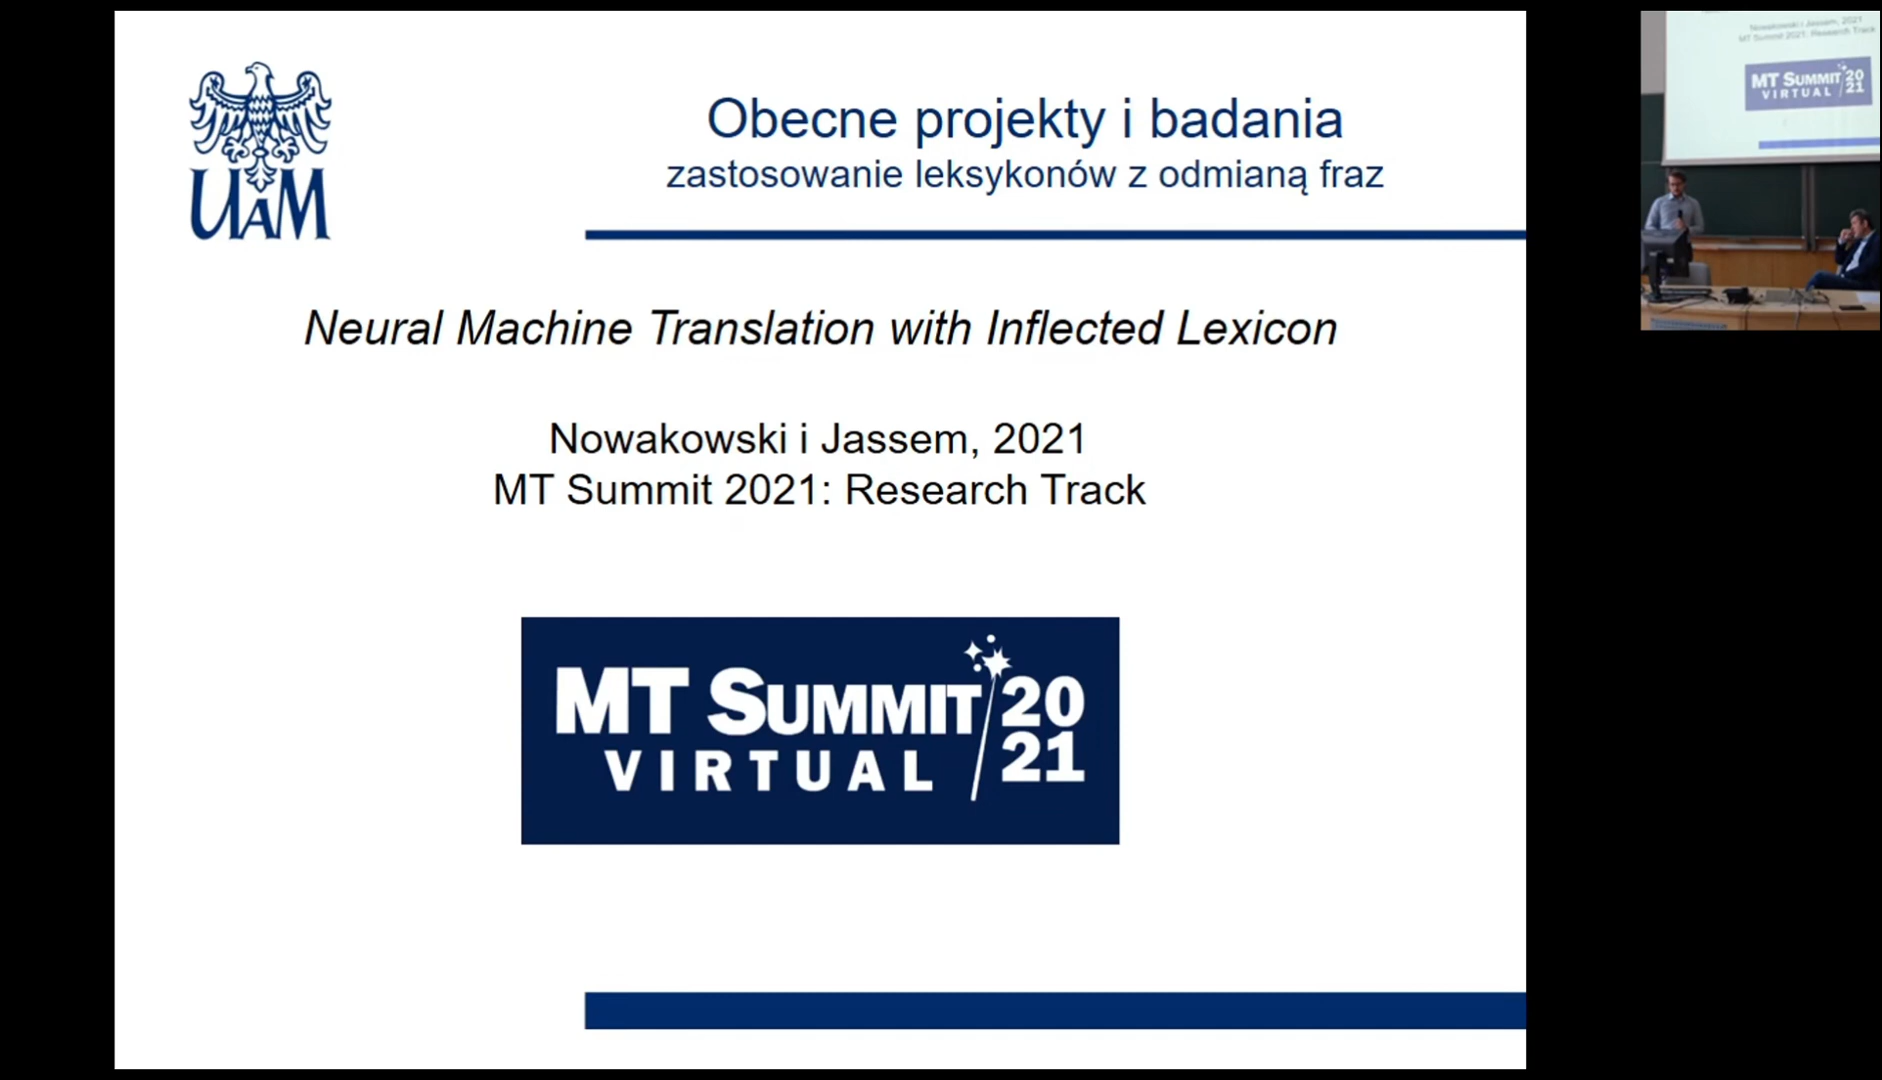 UAM
Obecne projekty i badania
zastosowanie leksykonów z odmianą fraz
Neural Machine Translation with Inflected Lexicon
Nowakowski i Jassem, 2021
MT Summit 2021: Research Track
MT SUMMIT 20
VIRTUAL 21
Nowakowski i Jassem, 2021
MT Summit 2021: Research Track
MT SUMMIT 20
VIRTUAL 21